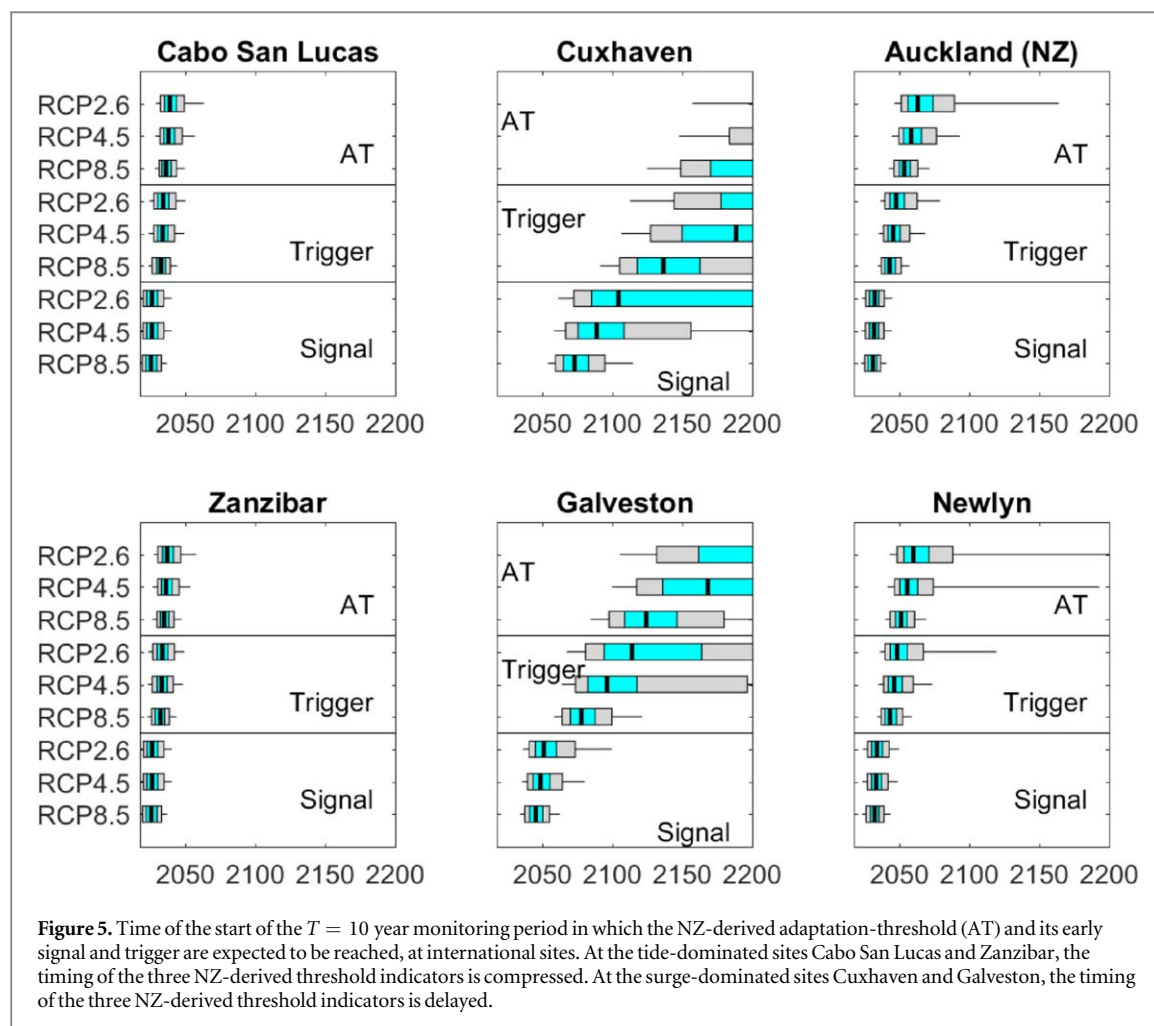 Cabo San Lucas
Cuxhaven
Auckland (NZ)
RCP2.6
RCP4.5
RCP8.5
AT
RCP2.6
RCP4.5
RCP8.5
Trigger
RCP2.6
RCP4.5
RCP8.5
Signal
2050 2100 2150 2200
AT
Trigger
Signal
2050 2100 2150 2200
AT
Trigger
Signal
2050 2100 2150 2200
Zanzibar
Galveston
Newlyn
RCP2.6
RCP4.5
RCP8.5
AT
RCP2.6
RCP4.5
RCP8.5
Trigger
RCP2.6
RCP4.5
RCP8.5
Signal
2050 2100 2150 2200
AT
Trigger
Signal
2050 2100 2150 2200
AT
Trigger
Signal
2050 2100 2150 2200
Figure 5. Time of the start of the T = 10 year monitoring period in which the NZ-derived adaptation-threshold (AT) and its early
signal and trigger are expected to be reached, at international sites. At the tide-dominated sites Cabo San Lucas and Zanzibar, the
timing of the three NZ-derived threshold indicators is compressed. At the surge-dominated sites Cuxhaven and Galveston, the timing
of the three NZ-derived threshold indicators is delayed.